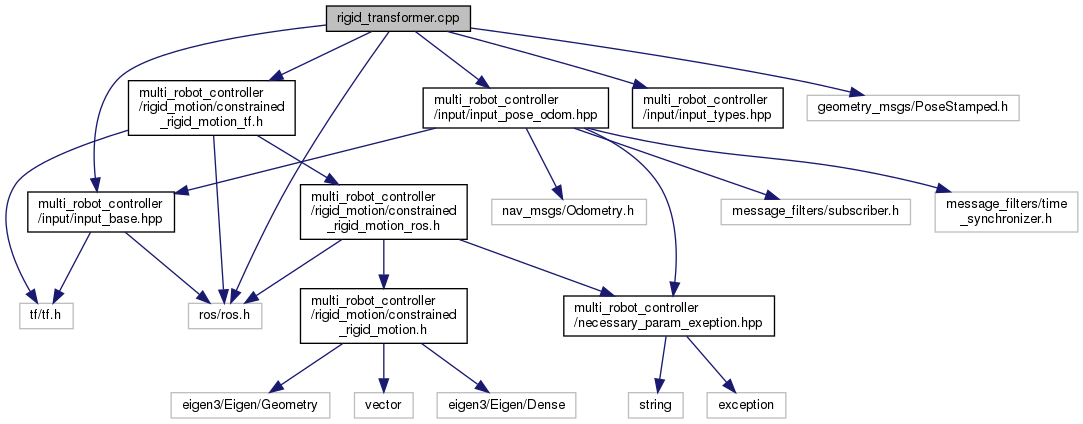 rigid_transformer.cpp
multi_robot_controller
/rigid_motion/constrained
_rigid_motion_tf.h
multi_robot_controller
/input/input_pose_odom.hpp
multi_robot_controller
/input/input_types.hpp
geometry_msgs/PoseStamped.h
multi_robot_controller
/input/input_base.hpp
multi_robot_controller
/rigid_motion/constrained
_rigid_motion_ros.h
nav_msgs/Odometry.h
message_filters/subscriber.h
message_filters/time
_synchronizer.h
tf/tf.h
ros/ros.h
multi_robot_controller
/rigid_motion/constrained
_rigid_motion.h
multi_robot_controller
/necessary_param_exeption.hpp
eigen3/Eigen/Geometry
vector
eigen3/Eigen/Dense
string
exception